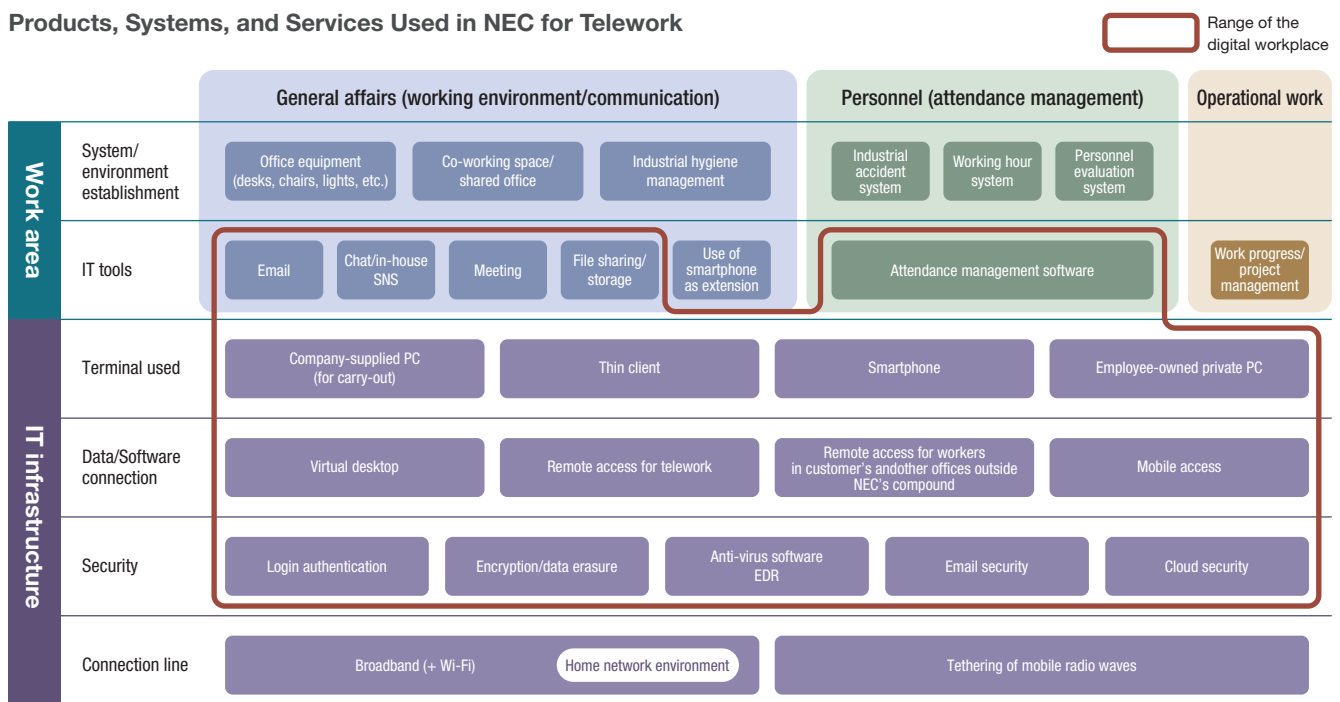 Products, Systems, and Services Used in NEC for Telework
Range of the
digital workplace
General affairs (working environment/communication)
Personnel (attendance management)
Operational work
Work area
System/
environment
establishment
Office equipment
(desks, chairs, lights, etc.)
Co-working space/
shared office
Industrial hygiene
management
Industrial
accident
system
Working hour
system
Personnel
evaluation
system
IT tools
Email
Chat/in-house
SNS
Meeting
File sharing/
storage
Use of
smartphone
as extension
Attendance management software
Work progress/
project
management
IT infrastructure
Terminal used
Company-supplied PC
(for carry-out)
Thin client
Smartphone
Employee-owned private PC
Data/Software
connection
Virtual desktop
Remote access for telework
Remote access for workers
in customer's andother offices outside
NEC's compound
Mobile access
Security
Login authentication
Encryption/data erasure
Anti-virus software
EDR
Email security
Cloud security
Connection line
Broadband (+ Wi-Fi)
Home network environment
Tethering of mobile radio waves